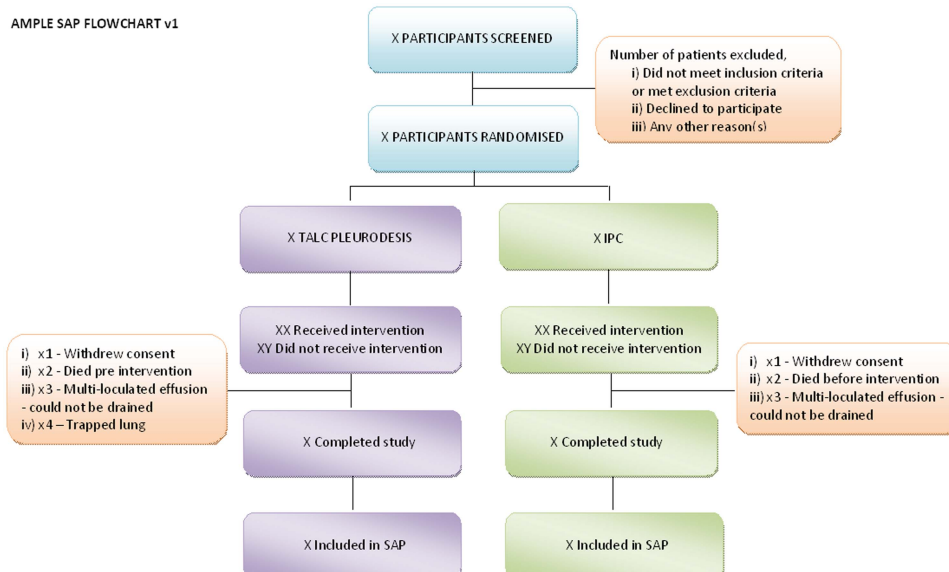 AMPLE SAP FLOWCHART v1
X PARTICIPANTS SCREENED
Number of patients excluded,
i) Did not meet inclusion criteria
or met exclusion criteria
ii) Declined to participate
iii) Any other reason(s)
X PARTICIPANTS RANDOMISED
X TALC PLEURODESIS
X IPC
XX Received intervention
XY Did not receive intervention
XX Received intervention
XY Did not receive intervention
i) x1 - Withdrew consent
ii) x2 - Died pre intervention
iii) x3 - Multi-loculated effusion
- could not be drained
iv) x4 – Trapped lung
i) x1 - Withdrew consent
ii) x2 - Died before intervention
iii) x3 - Multi-loculated effusion -
could not be drained
X Completed study
X Completed study
X Included in SAP
X Included in SAP